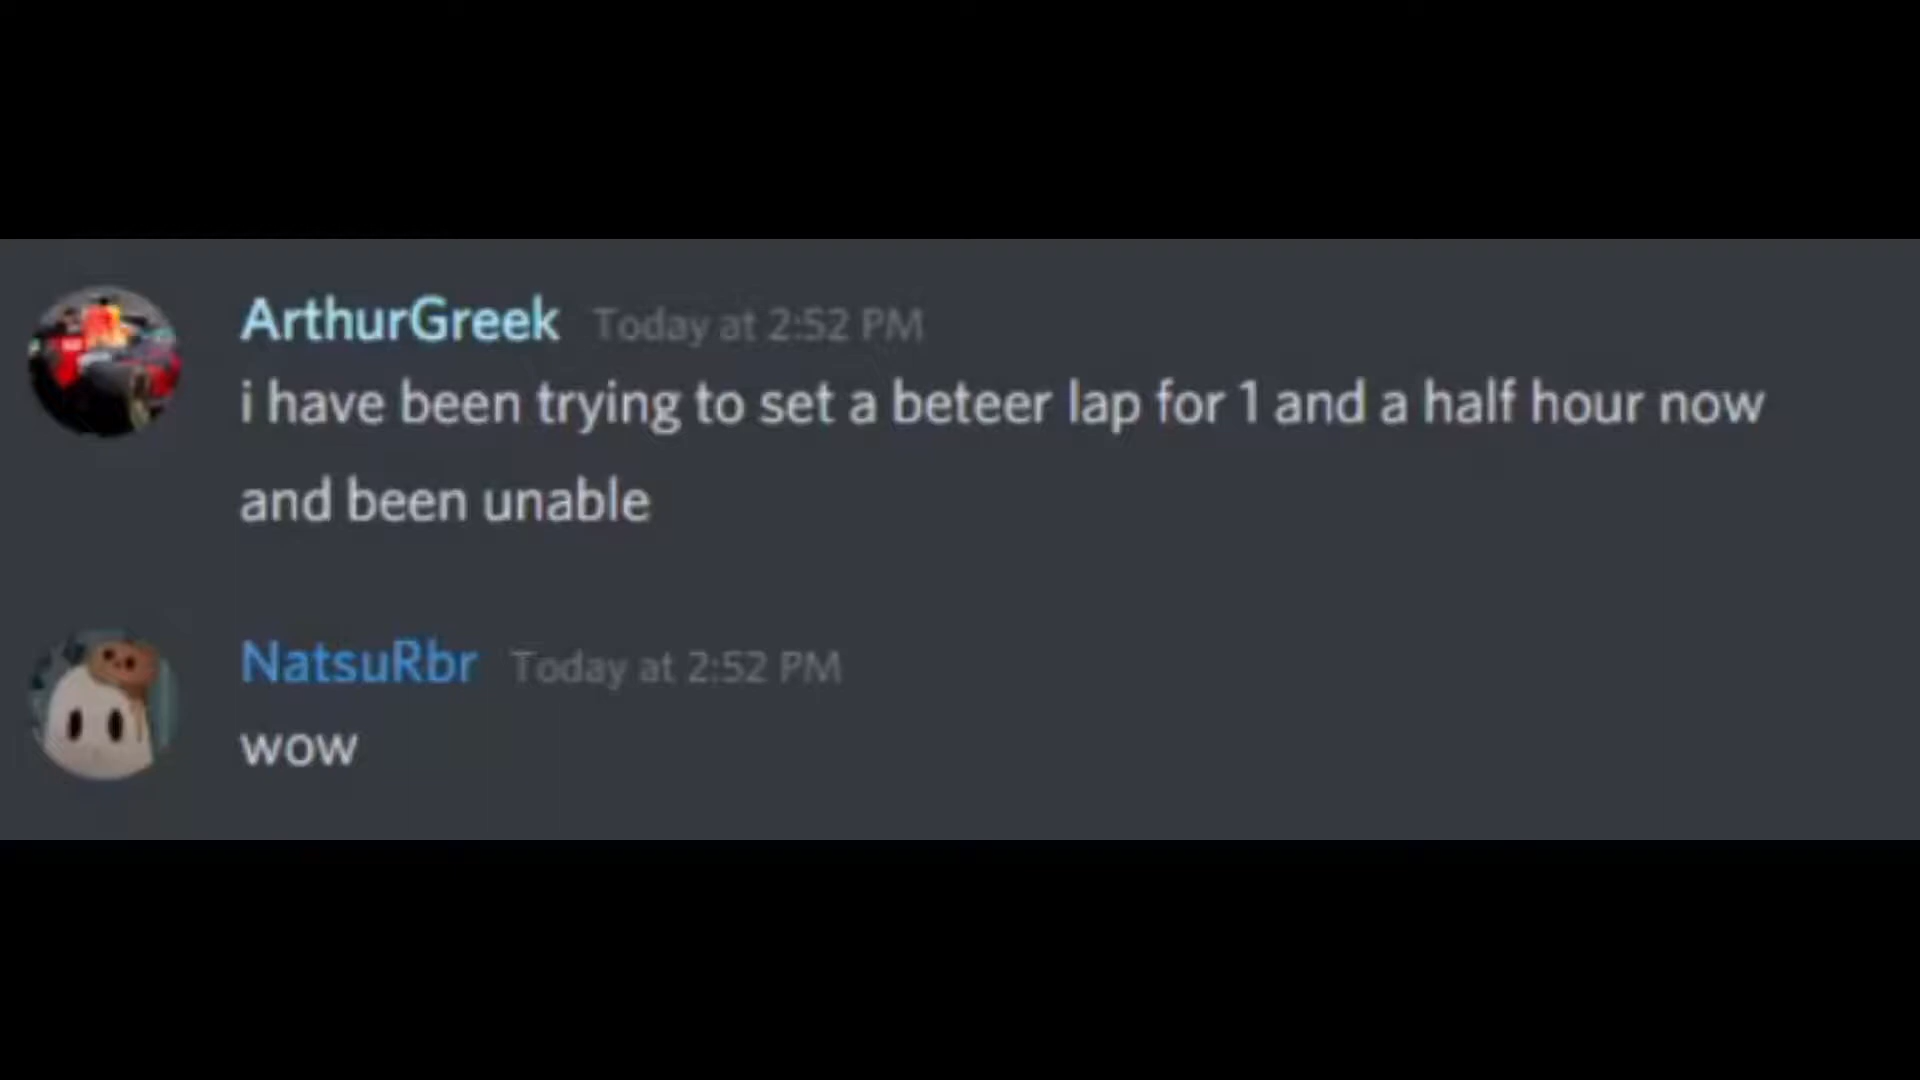 ArthurGreek Today at 2:52 PM
i have been trying to set a beteer lap for 1 and a half hour now
and been unable
NatsuRbr Today at 2:52 PM
wow